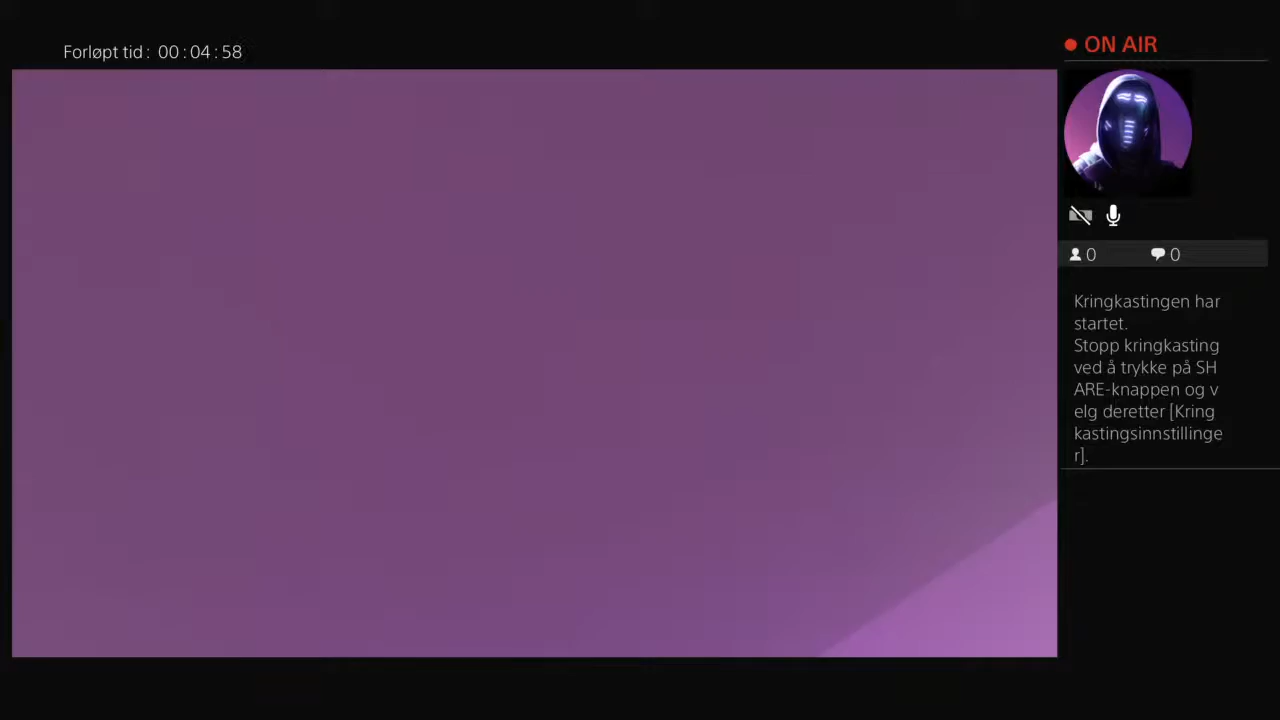 Forløpt tid: 00:04:58
ON AIR
0 0
Kringkastingen har
startet.
Stopp kringkasting
ved å trykke på SH
ARE-knappen og v
elg deretter [Kring
kastingsinnstillinge
r].